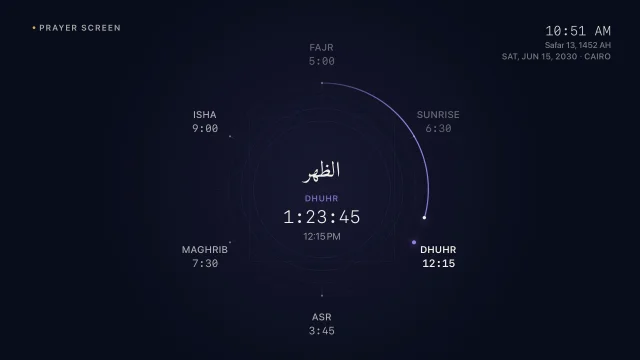 PRAYER SCREEN
10:51 AM
Safar 13, 1452 AH
SAT, JUN 15, 2030 · CAIRO
FAJR
5:00
SUNRISE
6:30
ISHA
9:00
الظهر
DHUHR
1:23:45
12:15 PM
DHUHR
12:15
MAGHRIB
7:30
ASR
3:45